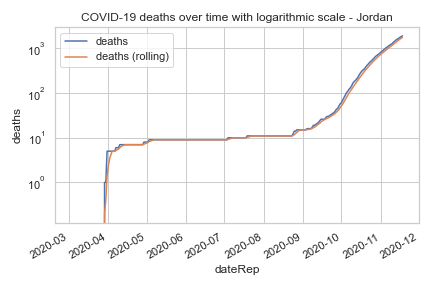 COVID-19 deaths over time with logarithmic scale - Jordan
deaths
deaths (rolling)
10³
10²
10¹
10⁰
deaths
2020-03
2020-04
2020-05
2020-06
2020-07
2020-08
2020-09
2020-10
2020-11
2020-12
dateRep